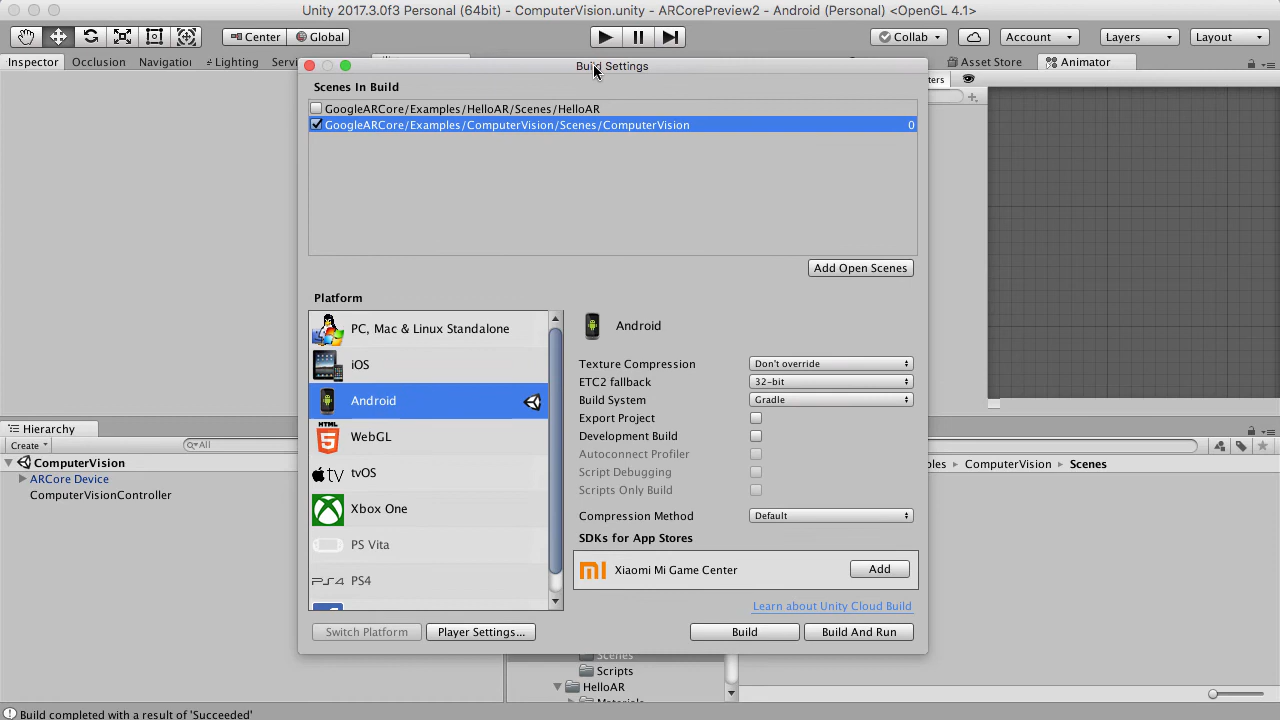 Unity 2017.3.0f3 Personal (64bit) - ComputerVision.unity - ARCorePreview2 - Android (Personal) <OpenGL 4.1>
Center Global Collab Account Layers Layout
Inspector Occlusion Navigation Lighting Asset Store Animator
Build Settings
Scenes In Build
GoogleARCore/Examples/HelloAR/Scenes/HelloAR
GoogleARCore/Examples/ComputerVision/Scenes/ComputerVision 0
Add Open Scenes
Platform
PC, Mac & Linux Standalone
iOS
Android
HTML
WebGL
tv tvOS
Xbox One
PS Vita
PS4
Android
Texture Compression Don't override
ETC2 fallback 32-bit
Build System Gradle
Export Project
Development Build
Autoconnect Profiler
Script Debugging
Scripts Only Build
Compression Method Default
SDKs for App Stores
Xiaomi Mi Game Center Add
Learn about Unity Cloud Build
Switch Platform Player Settings... Build Build And Run
Hierarchy
Create All
ComputerVision
ARCore Device
ComputerVisionController
ComputerVision Scenes
Scenes
Scripts
HelloAR
Build completed with a result of 'Succeeded'